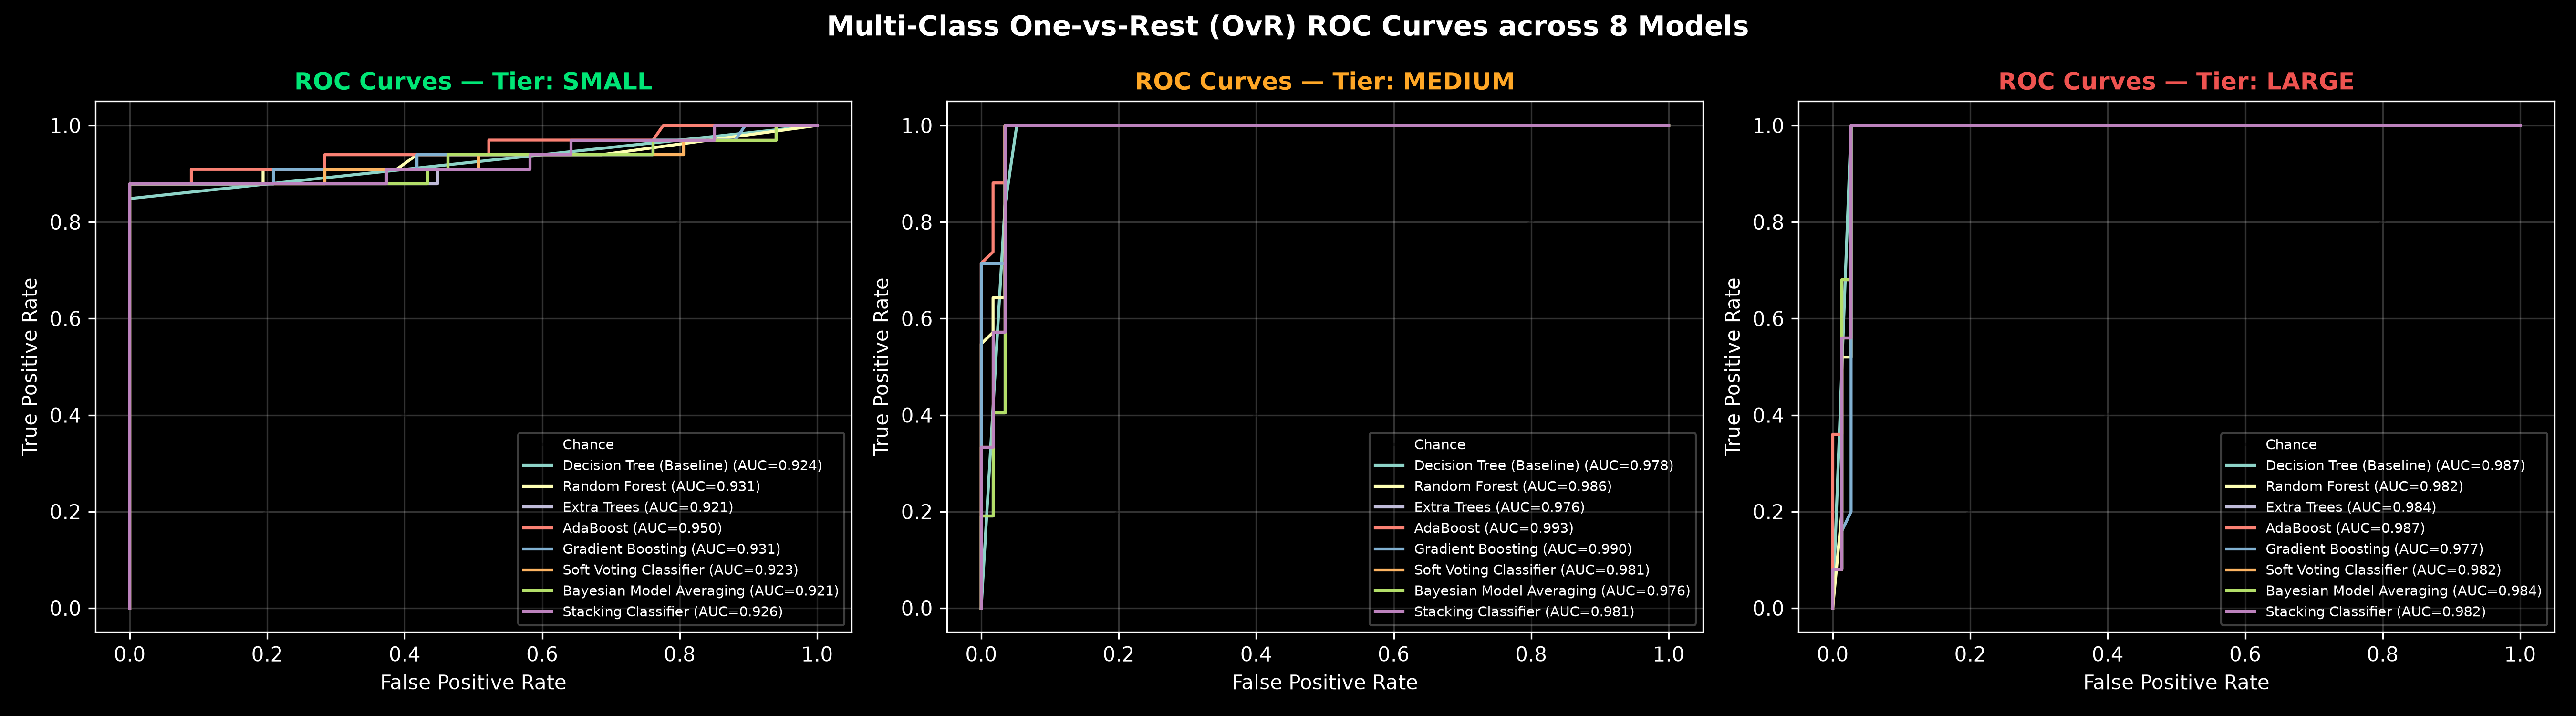 Multi-Class One-vs-Rest (OvR) ROC Curves across 8 Models
ROC Curves — Tier: SMALL
True Positive Rate
1.0
0.8
0.6
0.4
0.2
0.0
Chance
Decision Tree (Baseline) (AUC=0.924)
Random Forest (AUC=0.931)
Extra Trees (AUC=0.921)
AdaBoost (AUC=0.950)
Gradient Boosting (AUC=0.931)
Soft Voting Classifier (AUC=0.923)
Bayesian Model Averaging (AUC=0.921)
Stacking Classifier (AUC=0.926)
0.0 0.2 0.4 0.6 0.8 1.0
False Positive Rate
ROC Curves — Tier: MEDIUM
True Positive Rate
1.0
0.8
0.6
0.4
0.2
0.0
Chance
Decision Tree (Baseline) (AUC=0.978)
Random Forest (AUC=0.986)
Extra Trees (AUC=0.976)
AdaBoost (AUC=0.993)
Gradient Boosting (AUC=0.990)
Soft Voting Classifier (AUC=0.981)
Bayesian Model Averaging (AUC=0.976)
Stacking Classifier (AUC=0.981)
0.0 0.2 0.4 0.6 0.8 1.0
False Positive Rate
ROC Curves — Tier: LARGE
True Positive Rate
1.0
0.8
0.6
0.4
0.2
0.0
Chance
Decision Tree (Baseline) (AUC=0.987)
Random Forest (AUC=0.982)
Extra Trees (AUC=0.984)
AdaBoost (AUC=0.987)
Gradient Boosting (AUC=0.977)
Soft Voting Classifier (AUC=0.982)
Bayesian Model Averaging (AUC=0.984)
Stacking Classifier (AUC=0.982)
0.0 0.2 0.4 0.6 0.8 1.0
False Positive Rate